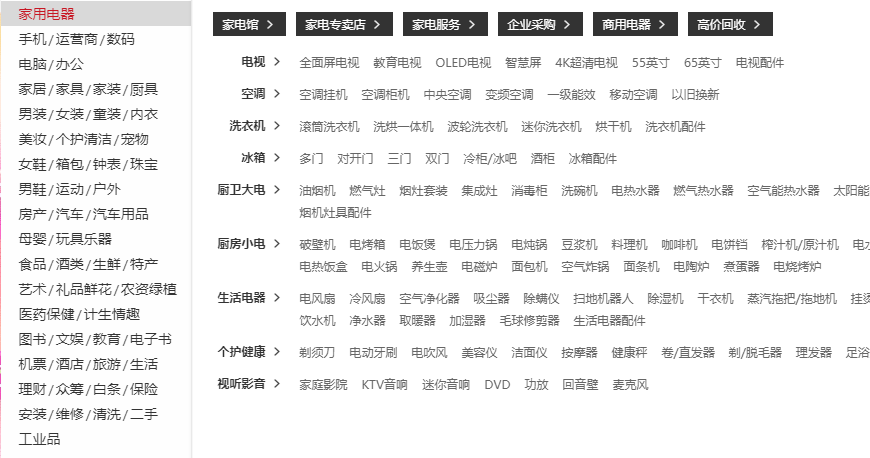 家用电器
手机/运营商/数码
电脑/办公
家居/家具/家装/厨具
男装/女装/童装/内衣
美妆/个护清洁/宠物
女鞋/箱包/钟表/珠宝
男鞋/运动/户外
房产/汽车/汽车用品
母婴/玩具乐器
食品/酒类/生鲜/特产
艺术/礼品鲜花/农资绿植
医药保健/计生情趣
图书/文娱/教育/电子书
机票/酒店/旅游/生活
理财/众筹/白条/保险
安装/维修/清洗/二手
工业品
家电馆 > 家电专卖店 > 家电服务 > 企业采购 > 商用电器 > 高价回收 >
电视 > 全面屏电视 教育电视 OLED电视 智慧屏 4K超清电视 55英寸 65英寸 电视配件
空调 > 空调挂机 空调柜机 中央空调 变频空调 一级能效 移动空调 以旧换新
洗衣机 > 滚筒洗衣机 洗烘一体机 波轮洗衣机 迷你洗衣机 烘干机 洗衣机配件
冰箱 > 多门 对开门 三门 双门 冷柜/冰吧 酒柜 冰箱配件
厨卫大电 > 油烟机 燃气灶 烟灶套装 集成灶 消毒柜 洗碗机 电热水器 燃气热水器 空气能热水器 太阳能
烟机灶具配件
厨房小电 > 破壁机 电烤箱 电饭煲 电压力锅 电炖锅 豆浆机 料理机 咖啡机 电饼铛 榨汁机/原汁机 电水
电热饭盒 电火锅 养生壶 电磁炉 面包机 空气炸锅 面条机 电陶炉 煮蛋器 电烧烤炉
生活电器 > 电风扇 冷风扇 空气净化器 吸尘器 除螨仪 扫地机器人 除湿机 干衣机 蒸汽拖把/拖地机 挂烫
饮水机 净水器 取暖器 加湿器 毛球修剪器 生活电器配件
个护健康 > 剃须刀 电动牙刷 电吹风 美容仪 洁面仪 按摩器 健康秤 卷/直发器 剃/脱毛器 理发器 足浴
视听影音 > 家庭影院 KTV音响 迷你音响 DVD 功放 回音壁 麦克风